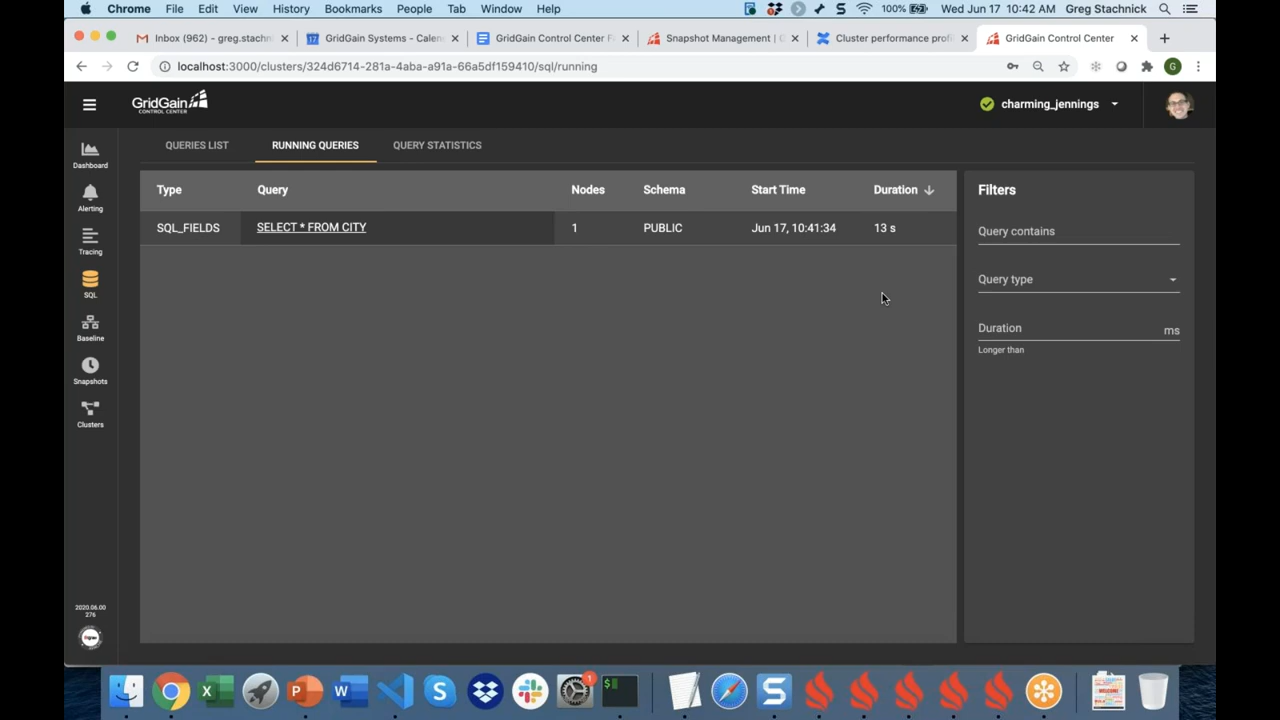 Chrome File Edit View History Bookmarks People Tab Window Help 100% Wed Jun 17 10:42 AM Greg Stachnick
Inbox (962) - greg.stachn GridGain Systems - Calen GridGain Control Center F Snapshot Management | G Cluster performance profi GridGain Control Center
localhost:3000/clusters/324d6714-281a-4aba-a91a-66a5df159410/sql/running
GridGain
CONTROL CENTER
charming_jennings
QUERIES LIST RUNNING QUERIES QUERY STATISTICS
Dashboard
Alerting
Tracing
SQL
Baseline
Snapshots
Clusters
2020.06.00
276
Type Query Nodes Schema Start Time Duration
SQL_FIELDS SELECT * FROM CITY 1 PUBLIC Jun 17, 10:41:34 13 s
Filters
Query contains
Query type
Duration ms
Longer than